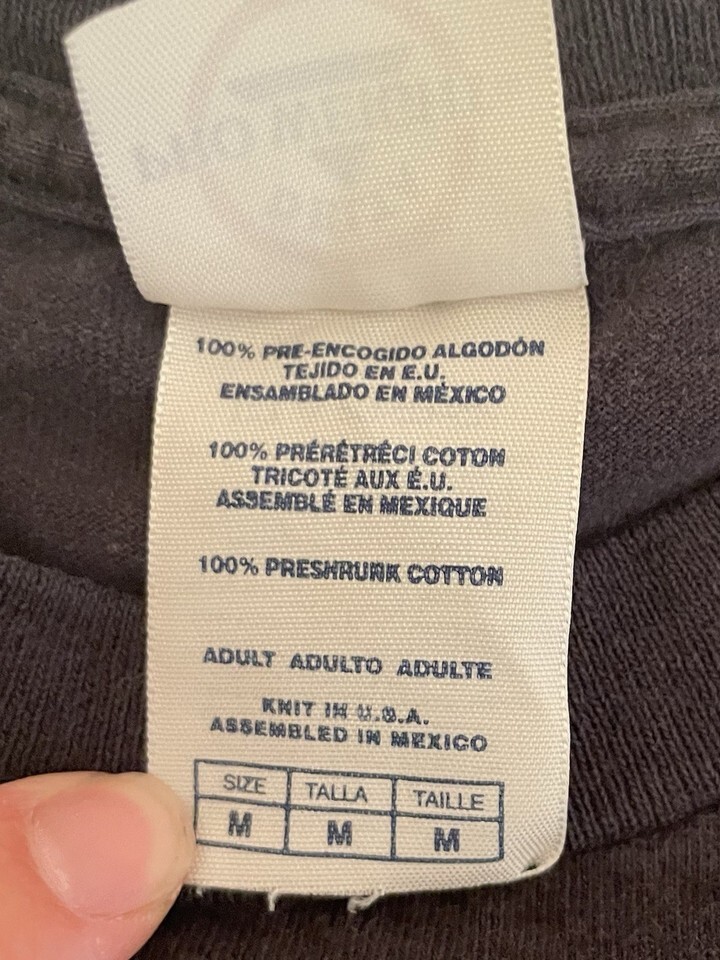 100% PRE-ENCOGIDO ALGODÓN
TEJIDO EN E.U.
ENSAMBLADO EN MÉXICO
100% PRÉRÉTRÉCI COTON
TRICOTÉ AUX É.U.
ASSEMBLÉ EN MEXIQUE
100% PRESHRUNK COTTON
ADULT ADULTO ADULTE
KNIT IN U.S.A.
ASSEMBLED IN MEXICO
SIZE TALLA TAILLE
M M M